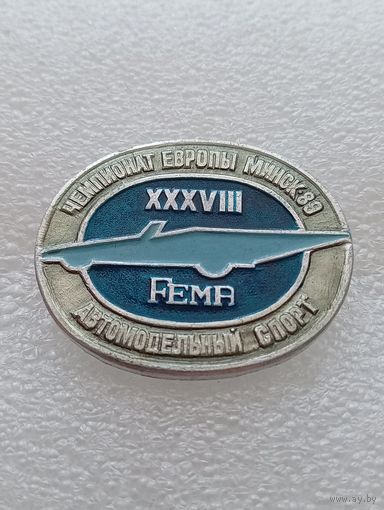 ЧЕМПИОНАТ ЕВРОПЫ МИНСК-89
XXXVIII
FEMA
АВТОМОДЕЛЬНЫЙ СПОРТ
www.ay.by